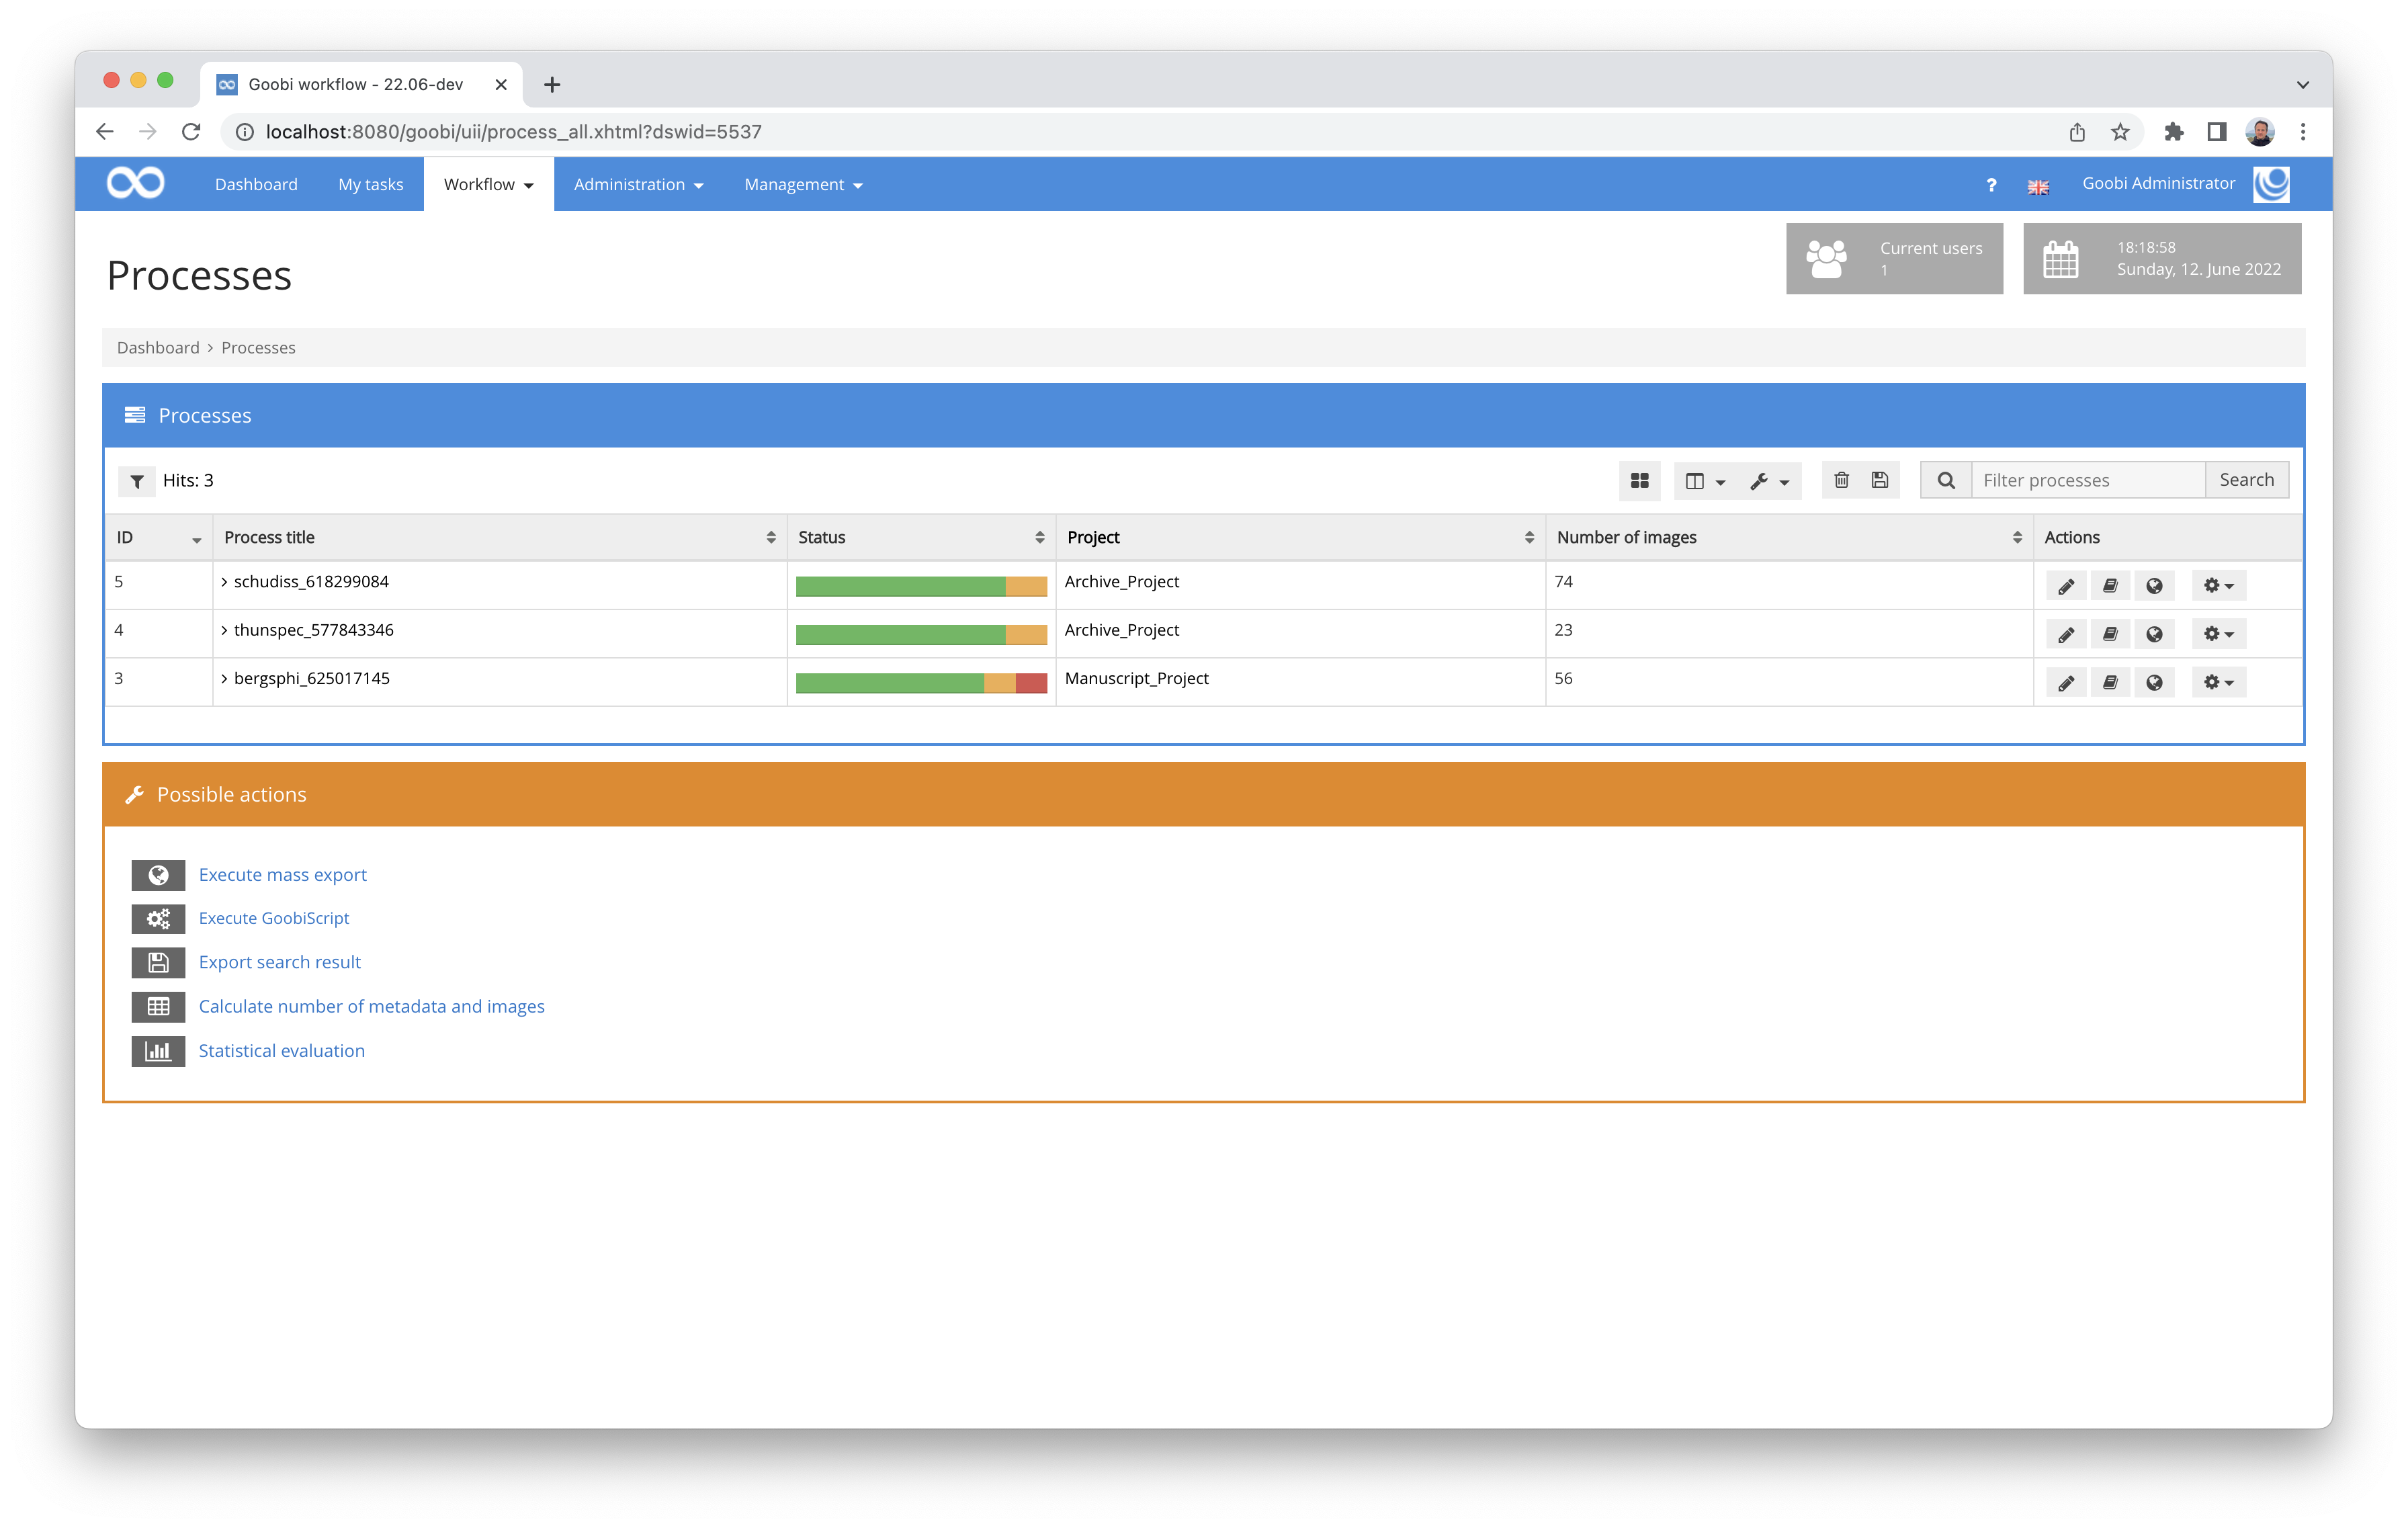 Goobi workflow - 22.06-dev
localhost:8080/goobi/uii/process_all.xhtml?dswid=5537
Dashboard My tasks Workflow Administration Management ? Goobi Administrator
Processes
Current users
1
18:18:58
Sunday, 12. June 2022
Dashboard > Processes
Processes
Hits: 3 Filter processes Search
ID Process title Status Project Number of images Actions
5 schudiss_618299084 Archive_Project 74
4 thunspec_577843346 Archive_Project 23
3 bergsphi_625017145 Manuscript_Project 56
Possible actions
Execute mass export
Execute GoobiScript
Export search result
Calculate number of metadata and images
Statistical evaluation